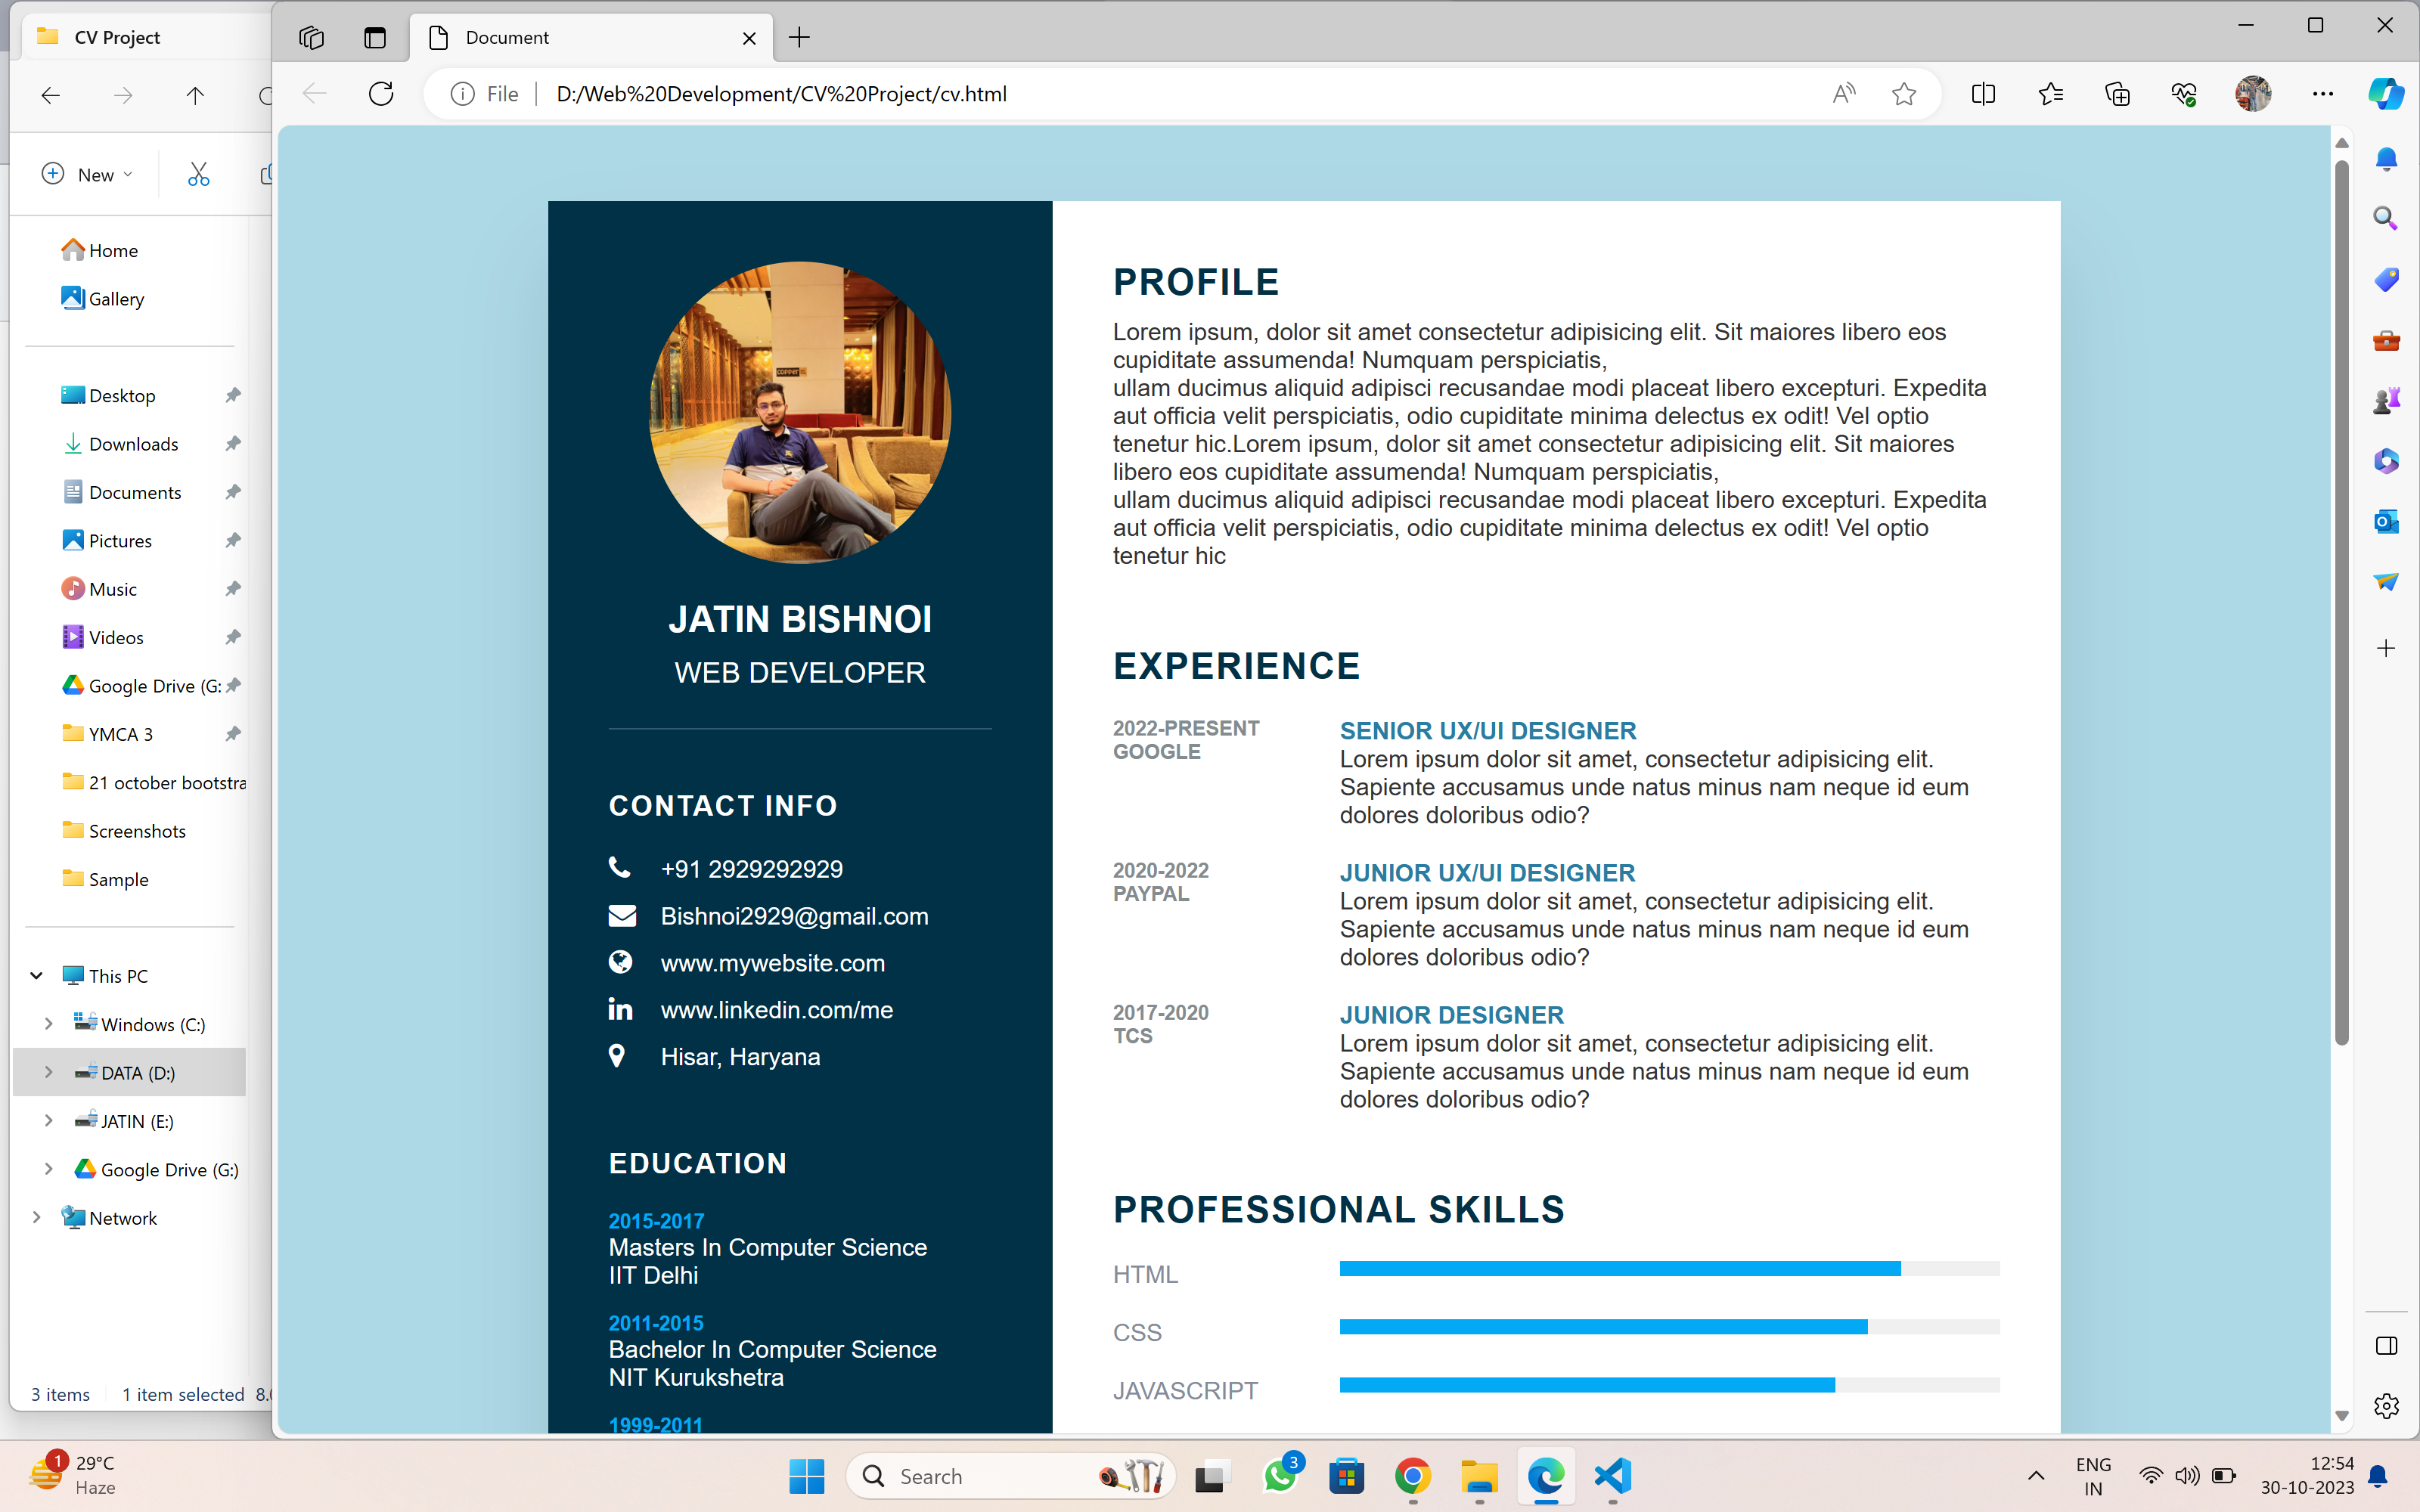 CV Project
New
Home
Gallery
Desktop
Downloads
Documents
Pictures
Music
Videos
Google Drive (G:
YMCA 3
21 october bootstra
Screenshots
Sample
This PC
Windows (C:)
DATA (D:)
JATIN (E:)
Google Drive (G:)
Network
3 items 1 item selected 8.0
Document
File D:/Web%20Development/CV%20Project/cv.html
copper
JATIN BISHNOI
WEB DEVELOPER
CONTACT INFO
+91 2929292929
Bishnoi2929@gmail.com
www.mywebsite.com
www.linkedin.com/me
Hisar, Haryana
EDUCATION
2015-2017
Masters In Computer Science
IIT Delhi
2011-2015
Bachelor In Computer Science
NIT Kurukshetra
1999-2011
PROFILE
Lorem ipsum, dolor sit amet consectetur adipisicing elit. Sit maiores libero eos
cupiditate assumenda! Numquam perspiciatis,
ullam ducimus aliquid adipisci recusandae modi placeat libero excepturi. Expedita
aut officia velit perspiciatis, odio cupiditate minima delectus ex odit! Vel optio
tenetur hic.Lorem ipsum, dolor sit amet consectetur adipisicing elit. Sit maiores
libero eos cupiditate assumenda! Numquam perspiciatis,
ullam ducimus aliquid adipisci recusandae modi placeat libero excepturi. Expedita
aut officia velit perspiciatis, odio cupiditate minima delectus ex odit! Vel optio
tenetur hic
EXPERIENCE
2022-PRESENT
GOOGLE
SENIOR UX/UI DESIGNER
Lorem ipsum dolor sit amet, consectetur adipisicing elit.
Sapiente accusamus unde natus minus nam neque id eum
dolores doloribus odio?
2020-2022
PAYPAL
JUNIOR UX/UI DESIGNER
Lorem ipsum dolor sit amet, consectetur adipisicing elit.
Sapiente accusamus unde natus minus nam neque id eum
dolores doloribus odio?
2017-2020
TCS
JUNIOR DESIGNER
Lorem ipsum dolor sit amet, consectetur adipisicing elit.
Sapiente accusamus unde natus minus nam neque id eum
dolores doloribus odio?
PROFESSIONAL SKILLS
HTML
CSS
JAVASCRIPT
1
29°C
Haze
Search
3
ENG
IN
12:54
30-10-2023